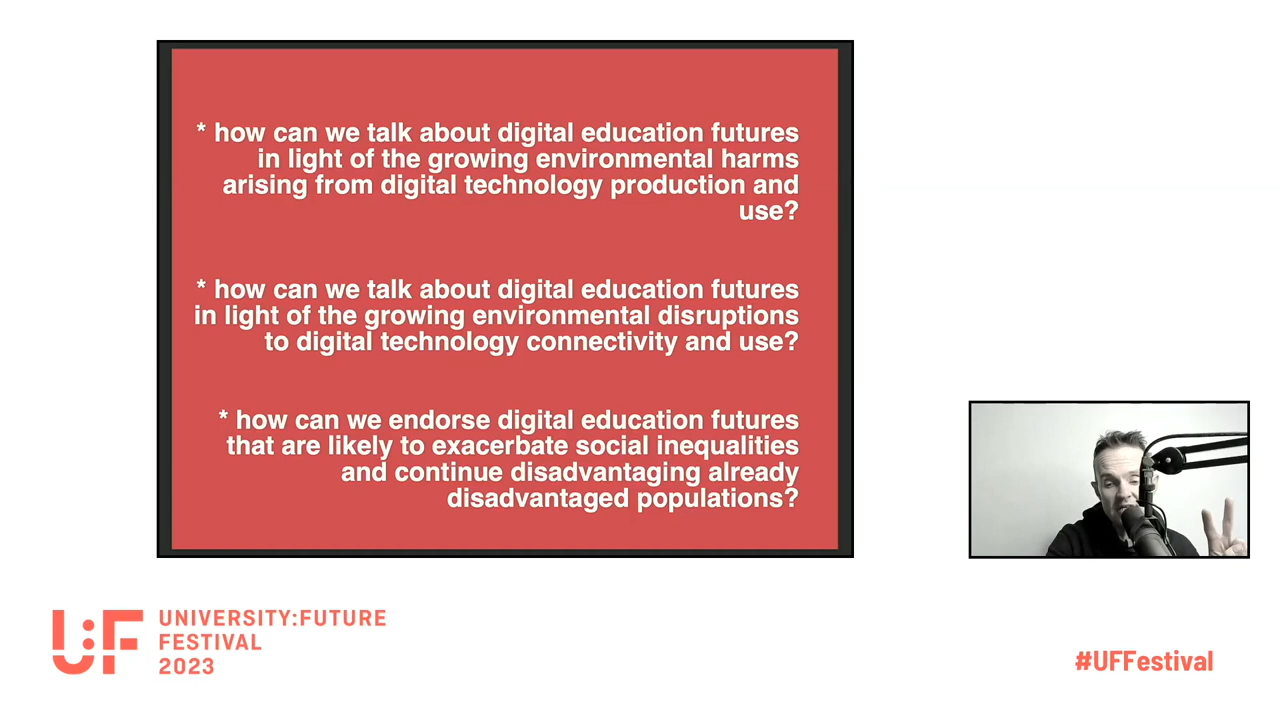 * how can we talk about digital education futures
in light of the growing environmental harms
arising from digital technology production and
use?
* how can we talk about digital education futures
in light of the growing environmental disruptions
to digital technology connectivity and use?
* how can we endorse digital education futures
that are likely to exacerbate social inequalities
and continue disadvantaging already
disadvantaged populations?
U:F
UNIVERSITY:FUTURE
FESTIVAL
2023
#UFFestival